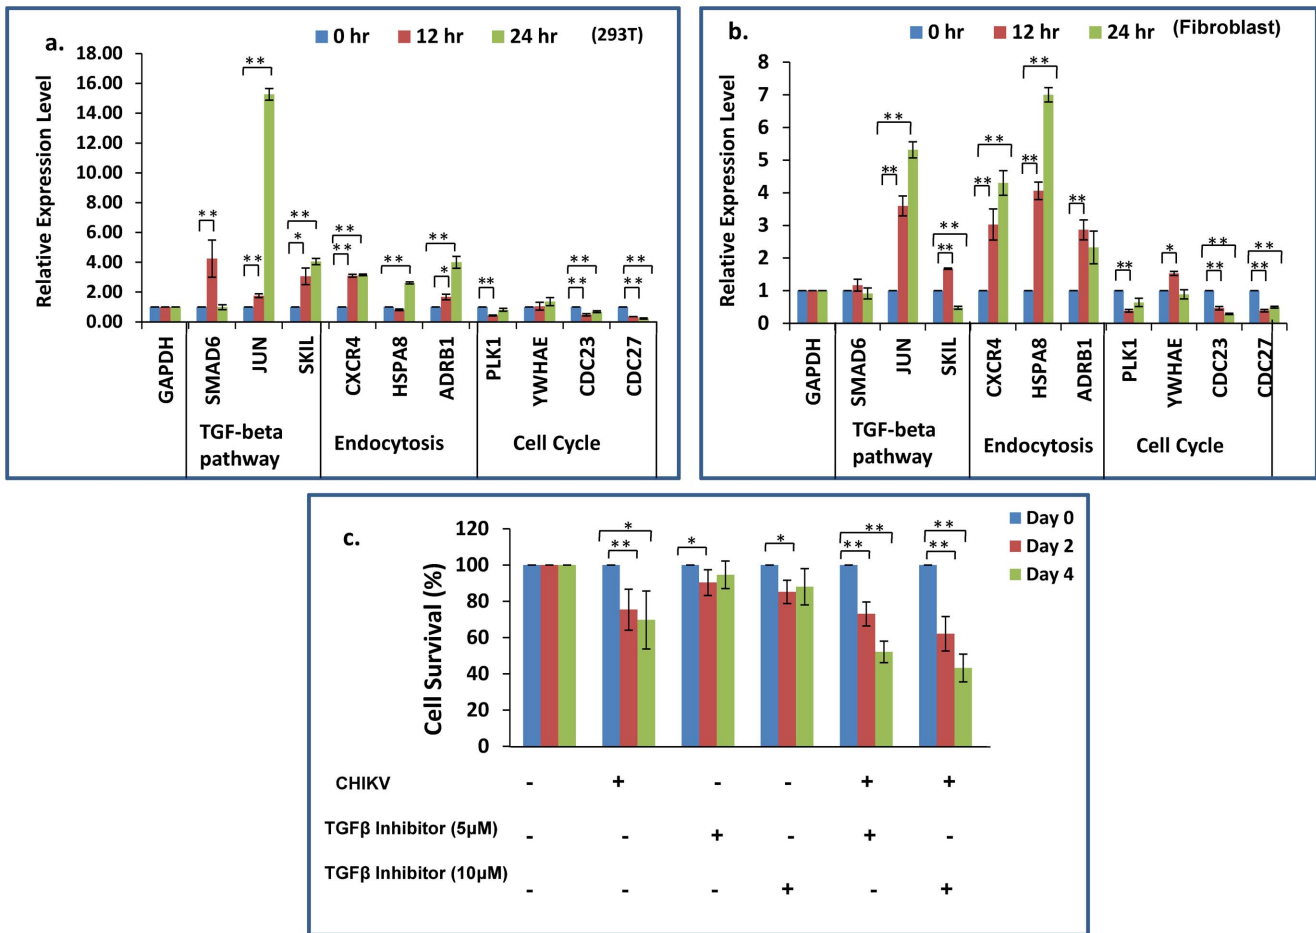 a.
0 hr 12 hr 24 hr (293T)
Relative Expression Level
18.00
16.00
14.00
12.00
10.00
8.00
6.00
4.00
2.00
0.00
** ** ** * ** ** ** ** * ** ** ** ** ** **
GAPDH SMAD6 JUN SKIL CXCR4 HSPA8 ADRB1 PLK1 YWHAE CDC23 CDC27
TGF-beta
pathway
Endocytosis
Cell Cycle
b.
0 hr 12 hr 24 hr (Fibroblast)
Relative Expression Level
8
7
6
5
4
3
2
1
0
** ** ** ** ** ** ** ** ** ** * ** ** ** **
GAPDH SMAD6 JUN SKIL CXCR4 HSPA8 ADRB1 PLK1 YWHAE CDC23 CDC27
TGF-beta
pathway
Endocytosis
Cell Cycle
c.
Day 0
Day 2
Day 4
Cell Survival (%)
120
100
80
60
40
20
0
** * * * ** ** ** **
CHIKV - + - - + +
TGFβ Inhibitor (5µM) - - + - + -
TGFβ Inhibitor (10µM) - - - + - +